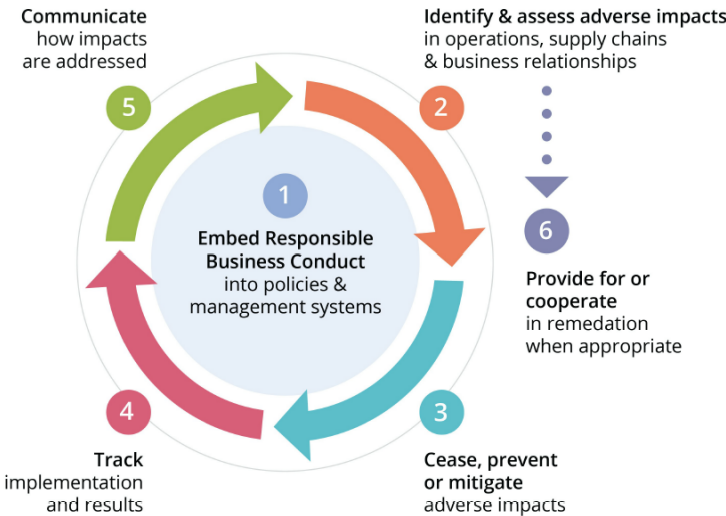 1
Embed Responsible
Business Conduct
into policies &
management systems
2
Identify & assess adverse impacts
in operations, supply chains
& business relationships
3
Cease, prevent
or mitigate
adverse impacts
4
Track
implementation
and results
5
Communicate
how impacts
are addressed
6
Provide for or
cooperate
in remedation
when appropriate